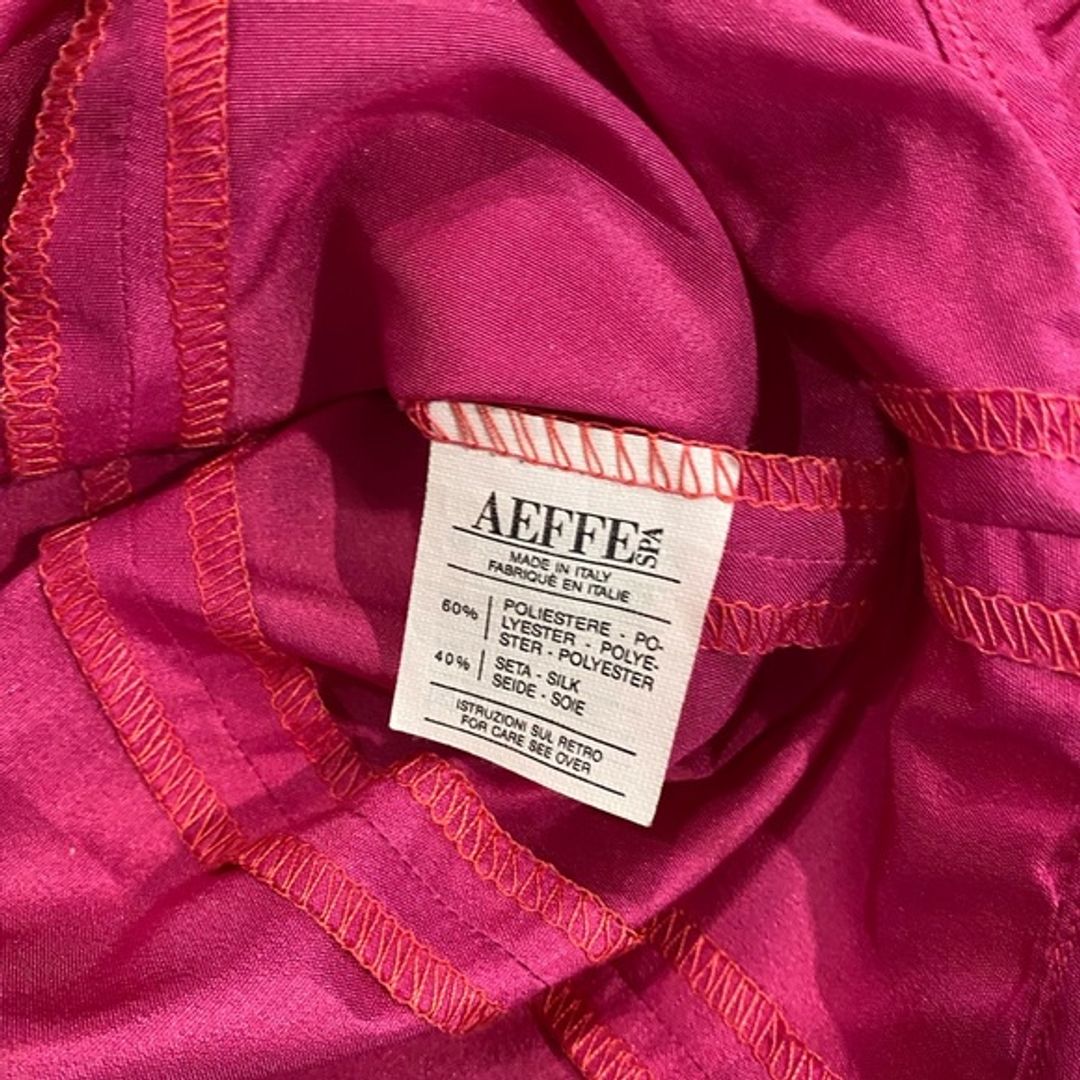 AEFFE SPA
MADE IN ITALY
FABRIQUÉ EN ITALIE
60% POLIESTERE - PO-
LYESTER - POLYE-
STER - POLYESTER
40% SETA - SILK
SEIDE - SOIE
ISTRUZIONI SUL RETRO
FOR CARE SEE OVER